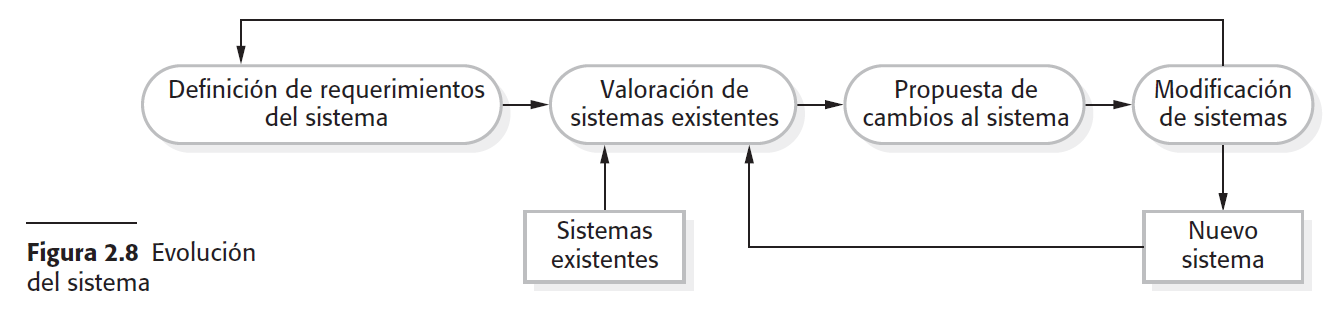 Definición de requerimientos
del sistema
Valoración de
sistemas existentes
Propuesta de
cambios al sistema
Modificación
de sistemas
Sistemas
existentes
Nuevo
sistema
Figura 2.8 Evolución
del sistema